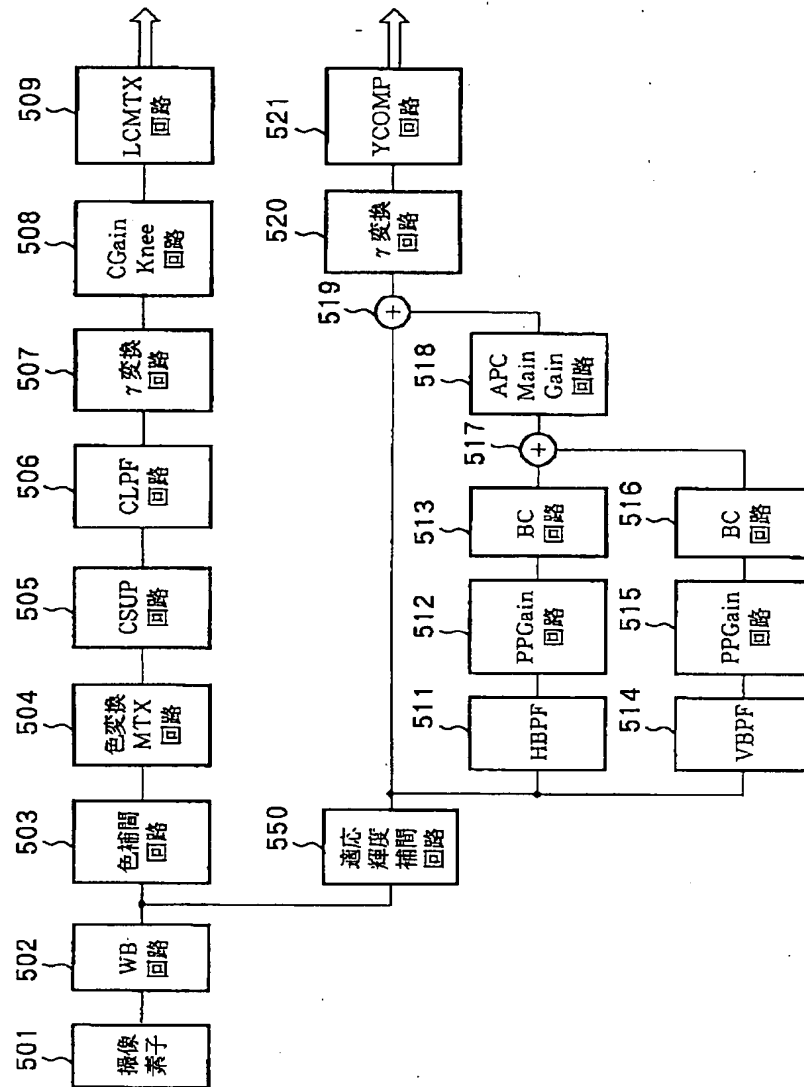 501
撮像
素子
502
WB
回路
503
色補間
回路
504
色変換
MTX
回路
505
CSUP
回路
506
CLPF
回路
507
γ変換
回路
508
CGain
Knee
回路
509
LCMTX
回路
550
適応
輝度
補間
回路
511
HBPF
512
PPGain
回路
513
BC
回路
514
VBPF
515
PPGain
回路
516
BC
回路
517
+
518
APC
Main
Gain
回路
519
+
520
γ変換
回路
521
YCOMP
回路